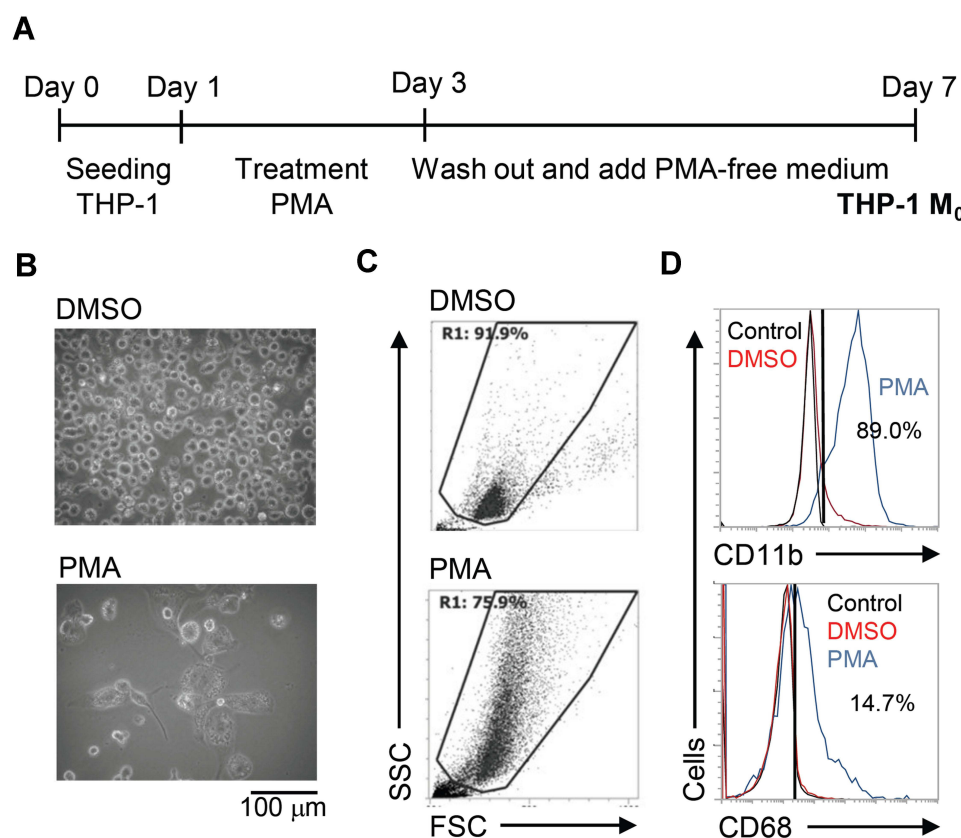 A
Day 0
Day 1
Day 3
Day 7
Seeding
THP-1
Treatment
PMA
Wash out and add PMA-free medium
THP-1 M0
B
DMSO
PMA
100 μm
C
DMSO
R1: 91.9%
PMA
R1: 75.9%
SSC
FSC
D
Control
DMSO
PMA
89.0%
CD11b
Control
DMSO
PMA
14.7%
Cells
CD68